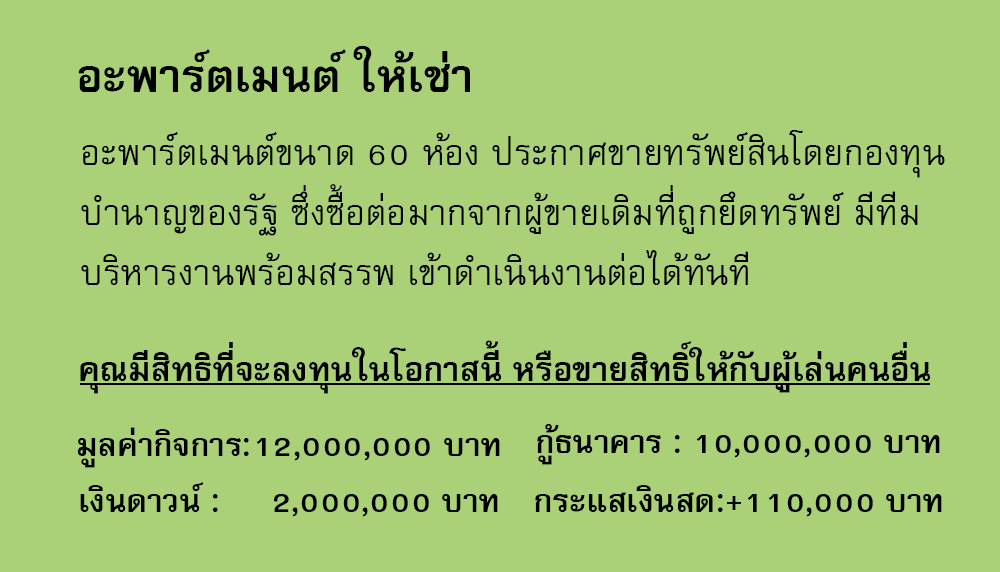 อะพาร์ตเมนต์ ให้เช่า
อะพาร์ตเมนต์ขนาด 60 ห้อง ประกาศขายทรัพย์สินโดยกองทุน
บำนาญของรัฐ ซึ่งซื้อต่อมากจากผู้ขายเดิมที่ถูกยึดทรัพย์ มีทีม
บริหารงานพร้อมสรรพ เข้าดำเนินงานต่อได้ทันที
คุณมีสิทธิที่จะลงทุนในโอกาสนี้ หรือขายสิทธิ์ให้กับผู้เล่นคนอื่น
มูลค่ากิจการ:12,000,000 บาท กู้ธนาคาร : 10,000,000 บาท
เงินดาวน์ : 2,000,000 บาท กระแสเงินสด:+110,000 บาท